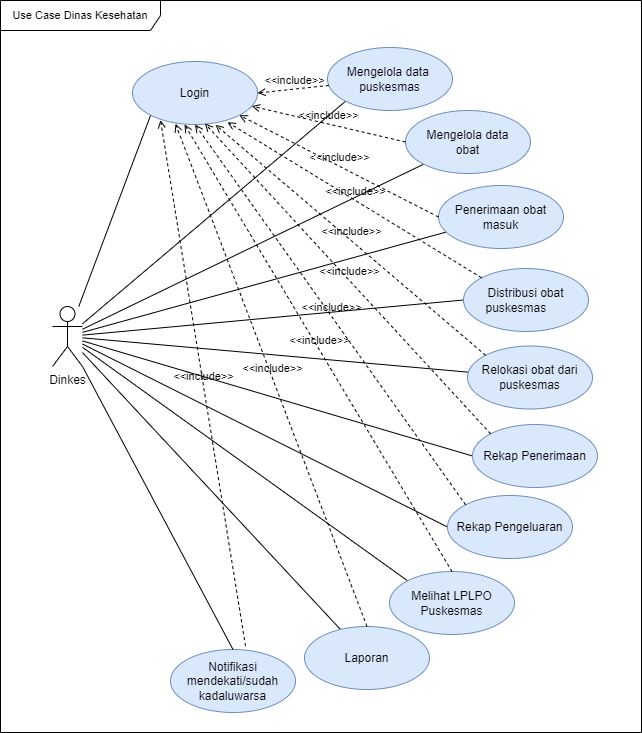 Use Case Dinas Kesehatan
Login
<<include>>
Mengelola data
puskesmas
<<include>>
Mengelola data
obat
<<include>>
<<include>>
Penerimaan obat
masuk
<<include>>
<<include>>
Distribusi obat
puskesmas
<<include>>
<<include>>
Relokasi obat dari
puskesmas
Dinkes
<<include>>
<<include>>
Rekap Penerimaan
Rekap Pengeluaran
Melihat LPLPO
Puskesmas
Laporan
Notifikasi
mendekati/sudah
kadaluwarsa